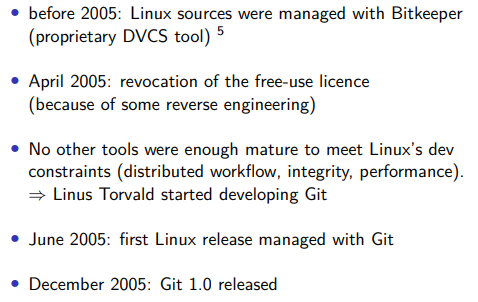 • before 2005: Linux sources were managed with Bitkeeper
(proprietary DVCS tool) 5
• April 2005: revocation of the free-use licence
(because of some reverse engineering)
• No other tools were enough mature to meet Linux's dev
constraints (distributed workflow, integrity, performance).
⇒ Linus Torvald started developing Git
• June 2005: first Linux release managed with Git
• December 2005: Git 1.0 released